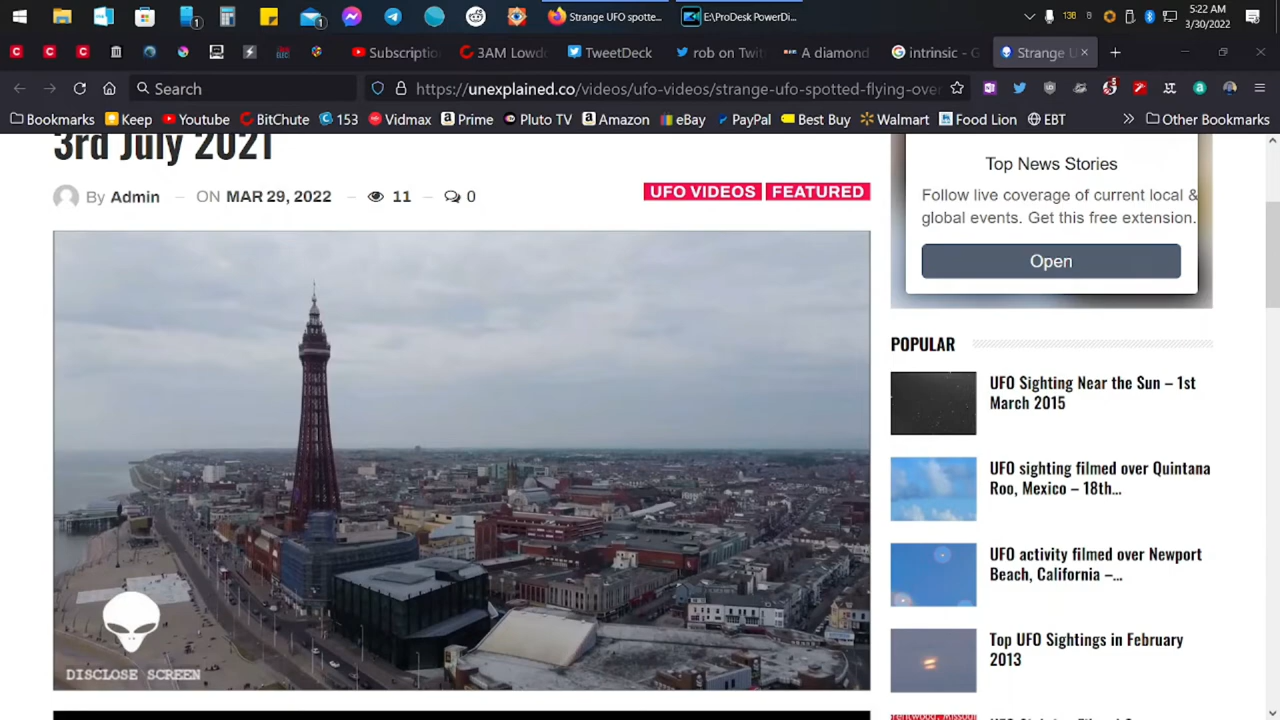 1
1
Strange UFO spotte...
E:\ProDesk PowerDi...
138
5:22 AM
3/30/2022
Subscriptio
3AM Lowd
TweetDeck
rob on Twit
A diamond
intrinsic - G
Strange U
Search
https://unexplained.co/videos/ufo-videos/strange-ufo-spotted-flying-over
5
Bookmarks
Keep
Youtube
BitChute
153
Vidmax
Prime
Pluto TV
Amazon
eBay
PayPal
Best Buy
Walmart
Food Lion
EBT
Other Bookmarks
3rd July 2021
By Admin — ON MAR 29, 2022 — 11 — 0
UFO VIDEOS
FEATURED
DISCLOSE SCREEN
Top News Stories
Follow live coverage of current local &
global events. Get this free extension.
Open
POPULAR
UFO Sighting Near the Sun – 1st
March 2015
UFO sighting filmed over Quintana
Roo, Mexico – 18th...
UFO activity filmed over Newport
Beach, California –...
Top UFO Sightings in February
2013